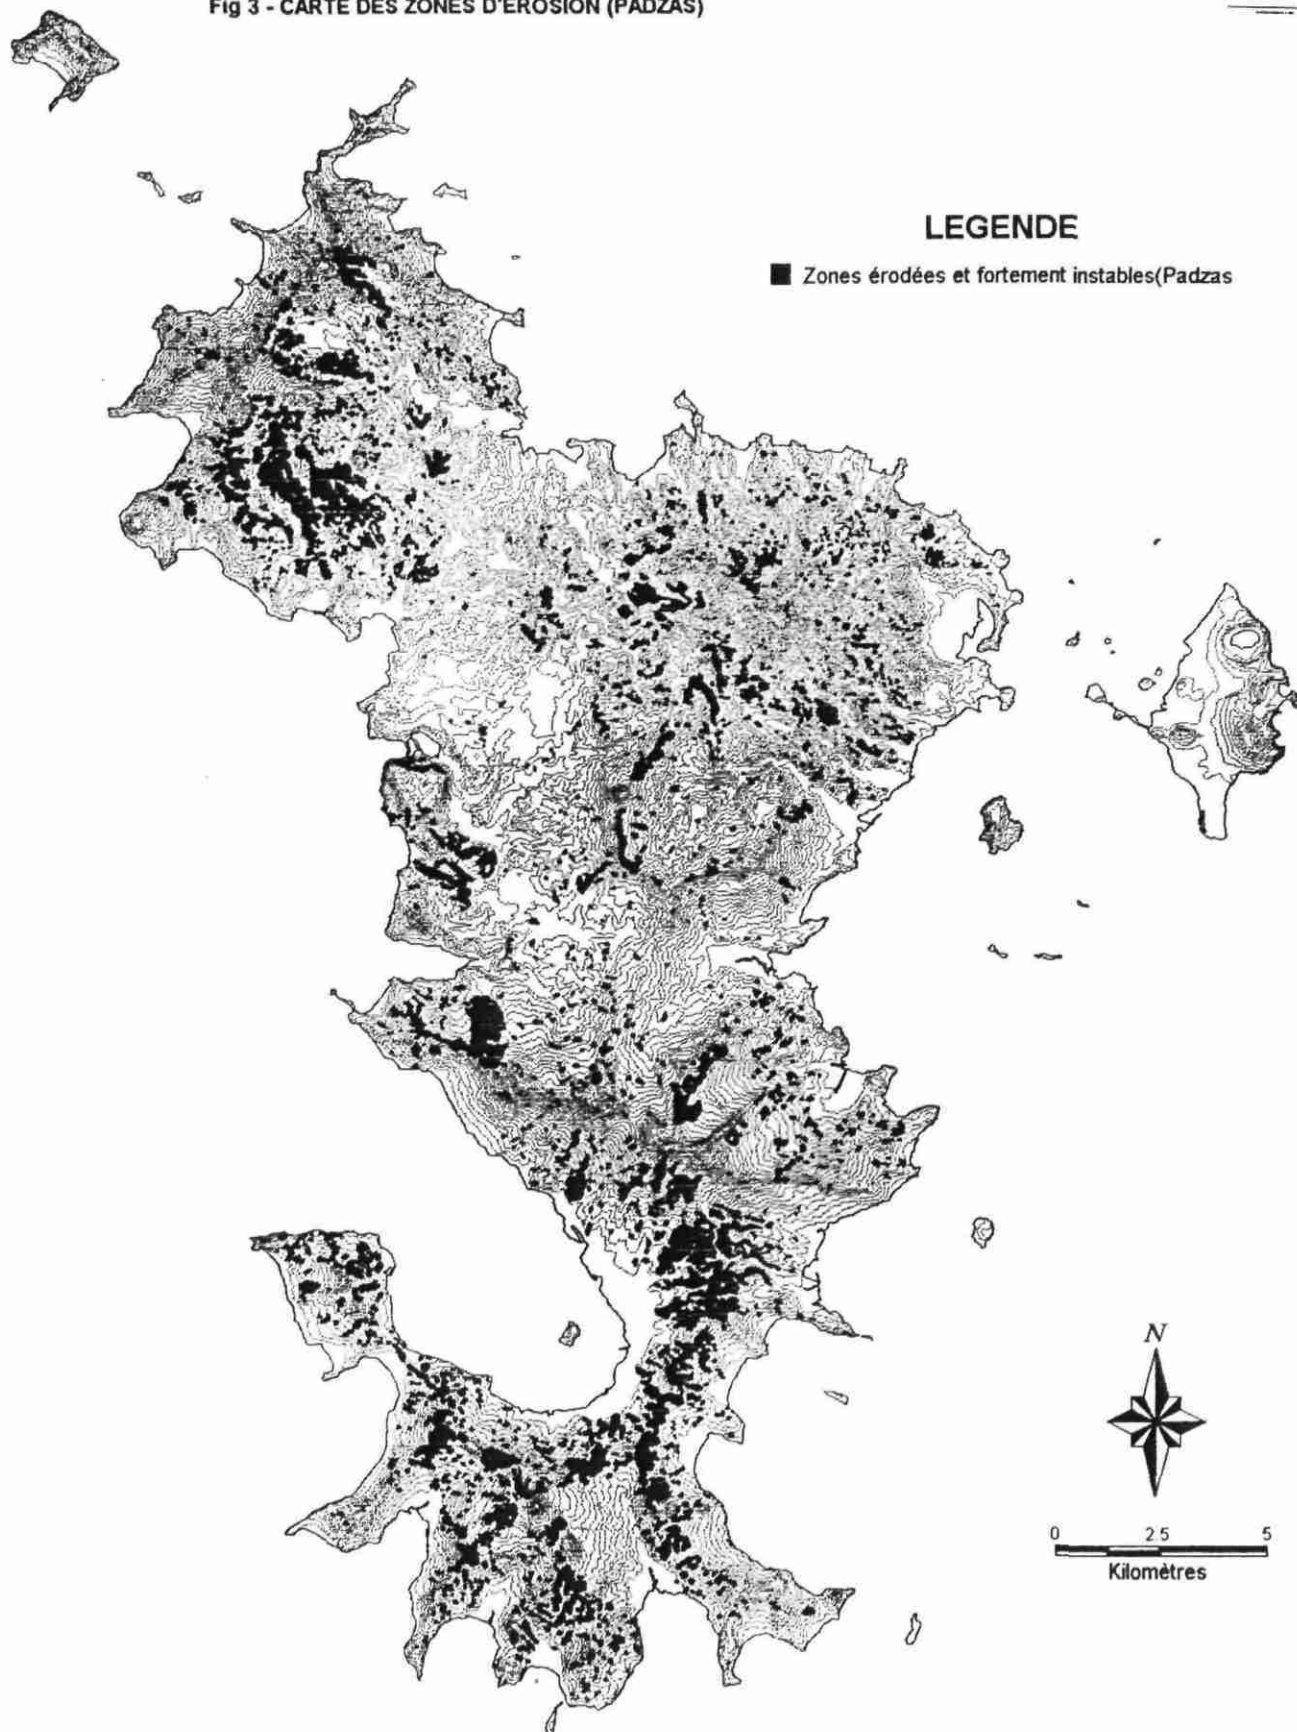 Fig 3 - CARTE DES ZONES D'EROSION (PADZAS)
LEGENDE
Zones érodées et fortement instables(Padzas
N
0 2.5 5
Kilomètres